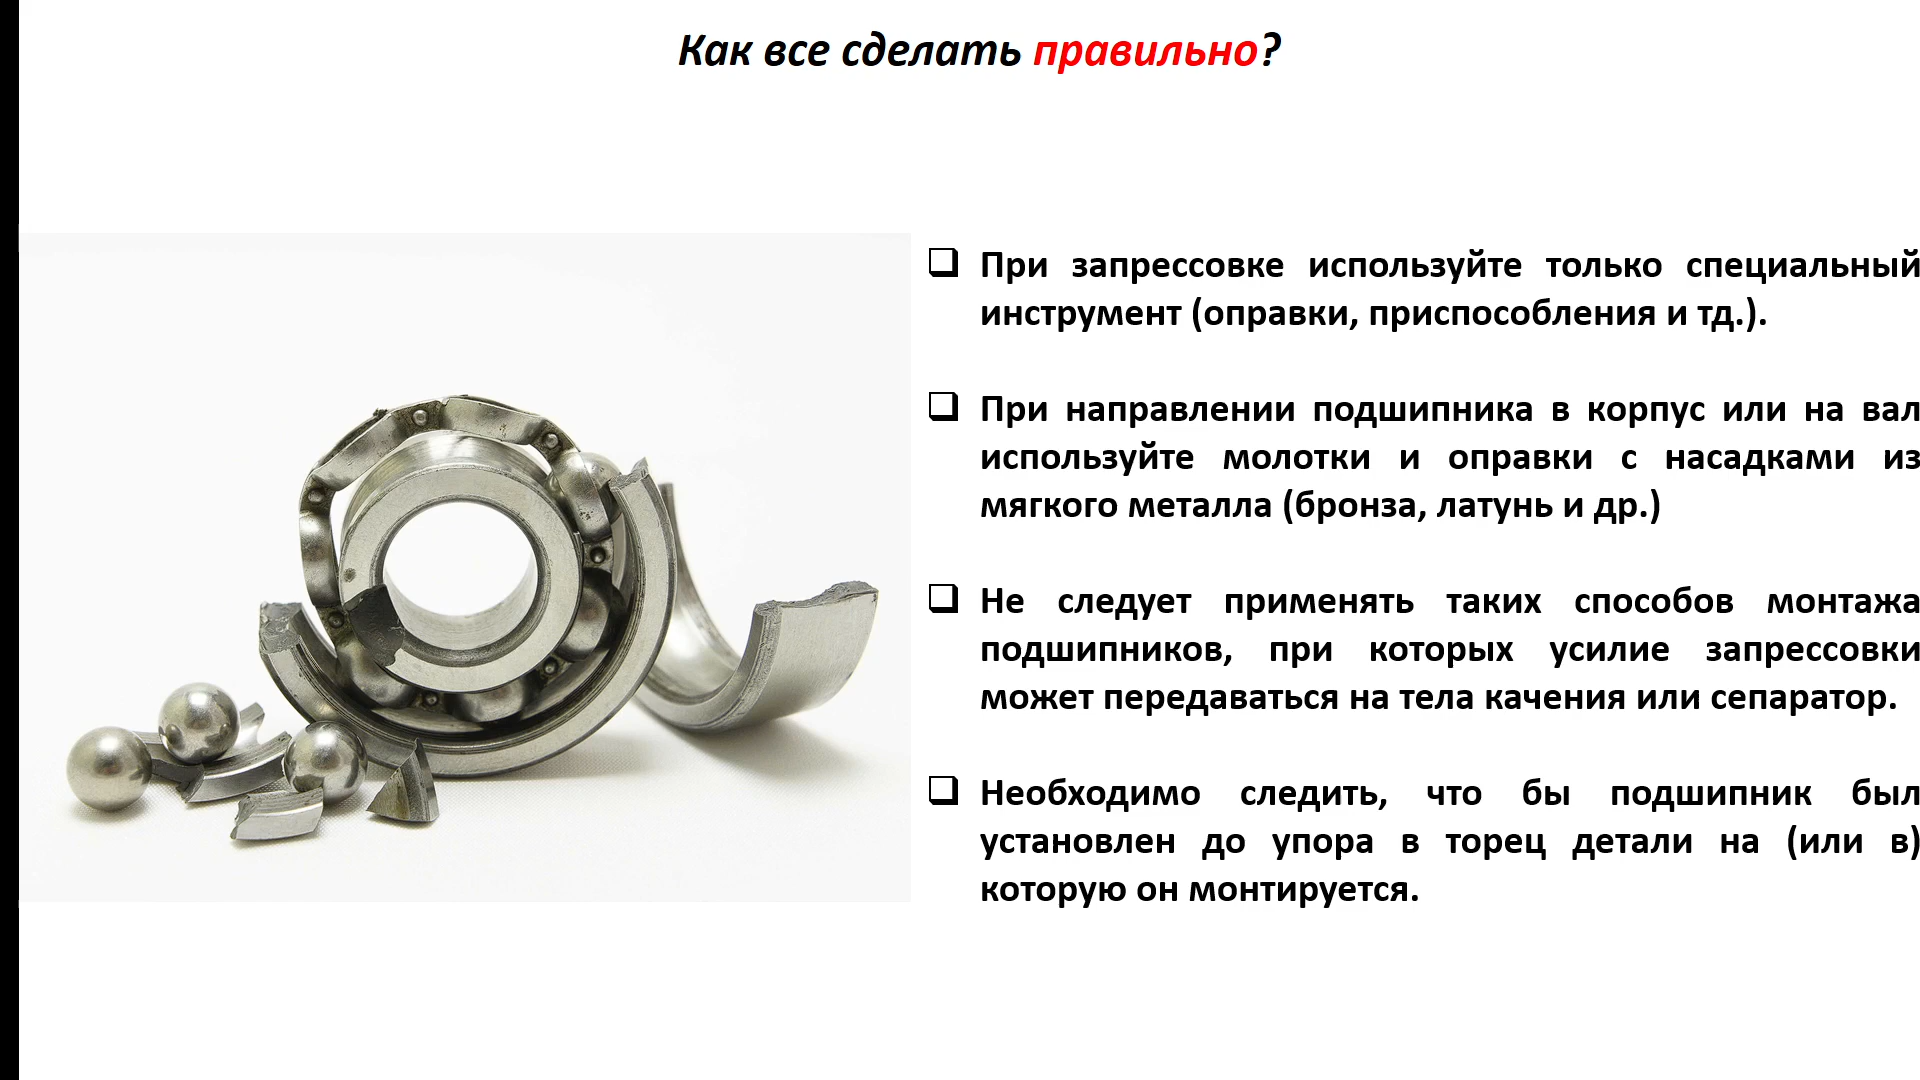 Как все сделать правильно?
При запрессовке используйте только специальный
инструмент (оправки, приспособления и тд.).
При направлении подшипника в корпус или на вал
используйте молотки и оправки с насадками из
мягкого металла (бронза, латунь и др.)
Не следует применять таких способов монтажа
подшипников, при которых усилие запрессовки
может передаваться на тела качения или сепаратор.
Необходимо следить, что бы подшипник был
установлен до упора в торец детали на (или в)
которую он монтируется.